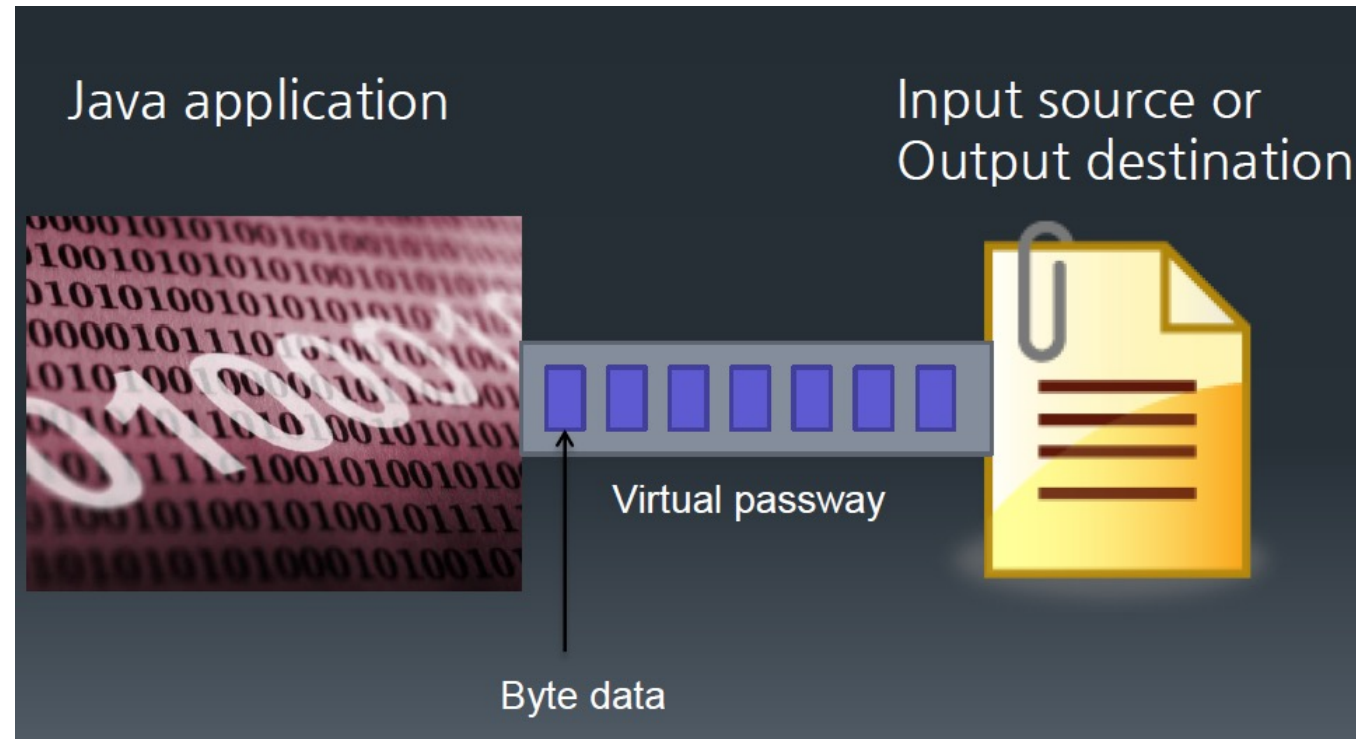 Java application
Input source or
Output destination
Virtual passway
Byte data